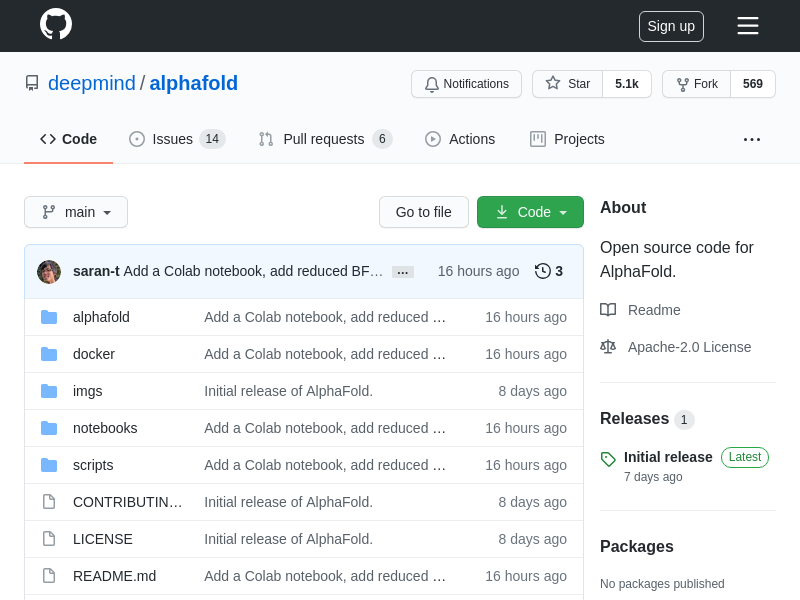 Sign up
deepmind / alphafold
Notifications
Star 5.1k
Fork 569
Code
Issues 14
Pull requests 6
Actions
Projects
main
Go to file
Code
saran-t Add a Colab notebook, add reduced BF… … 16 hours ago 3
alphafold Add a Colab notebook, add reduced … 16 hours ago
docker Add a Colab notebook, add reduced … 16 hours ago
imgs Initial release of AlphaFold. 8 days ago
notebooks Add a Colab notebook, add reduced … 16 hours ago
scripts Add a Colab notebook, add reduced … 16 hours ago
CONTRIBUTIN… Initial release of AlphaFold. 8 days ago
LICENSE Initial release of AlphaFold. 8 days ago
README.md Add a Colab notebook, add reduced … 16 hours ago
About
Open source code for
AlphaFold.
Readme
Apache-2.0 License
Releases 1
Initial release Latest
7 days ago
Packages
No packages published